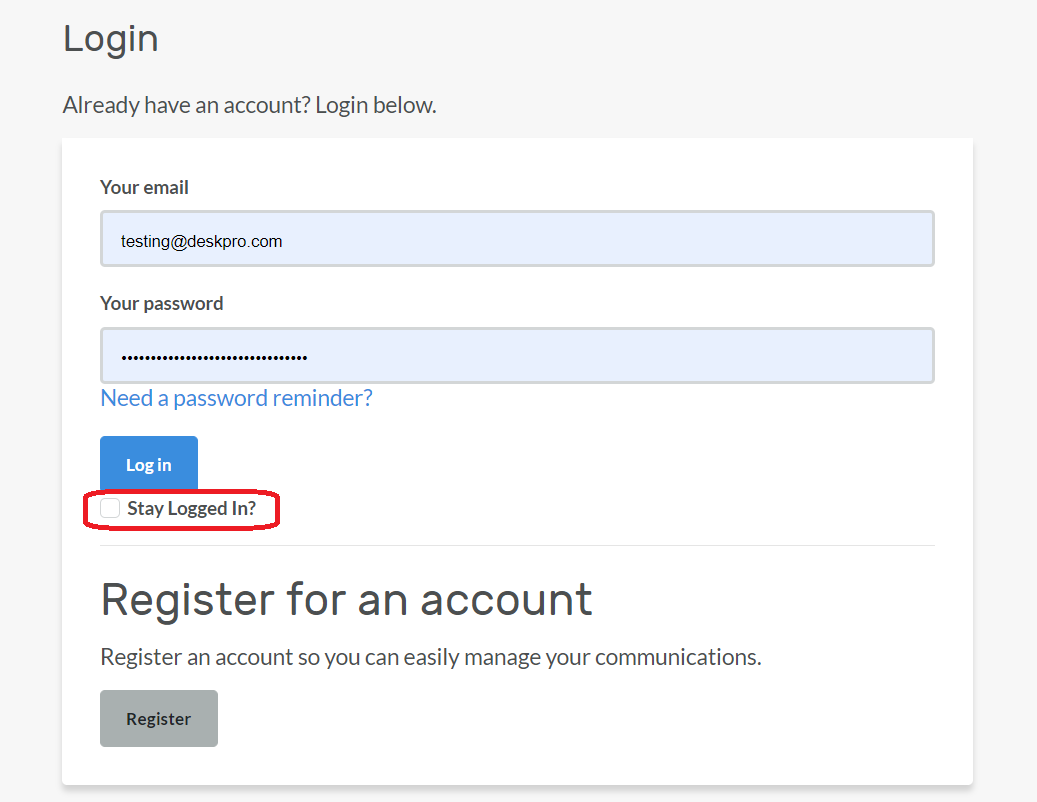 Login
Already have an account? Login below.
Your email
testing@deskpro.com
Your password
••••••••••••••••••••••••••••••••
Need a password reminder?
Log in
Stay Logged In?
Register for an account
Register an account so you can easily manage your communications.
Register